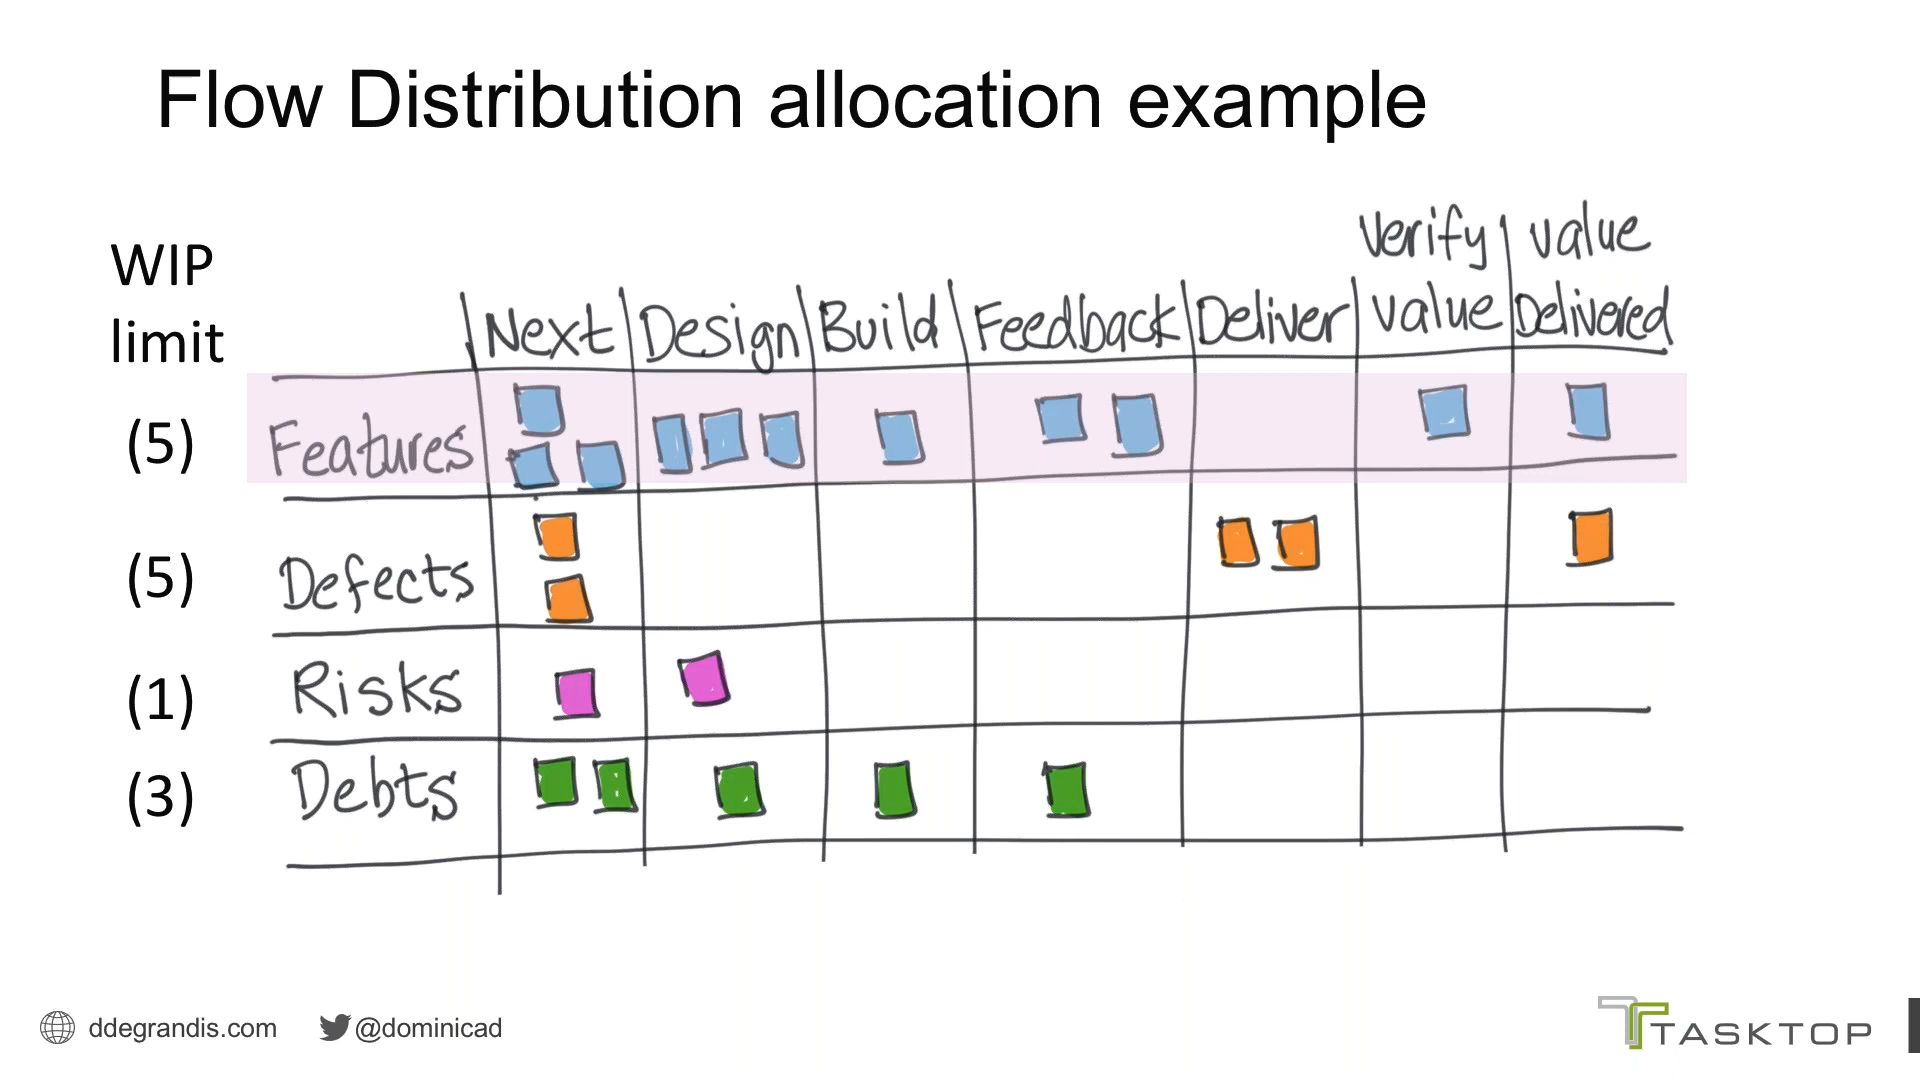 Flow Distribution allocation example
WIP
limit
Next Design Build Feedback Deliver Verify value value Delivered
(5) Features
(5) Defects
(1) Risks
(3) Debts
ddegrandis.com @dominicad
TASKTOP